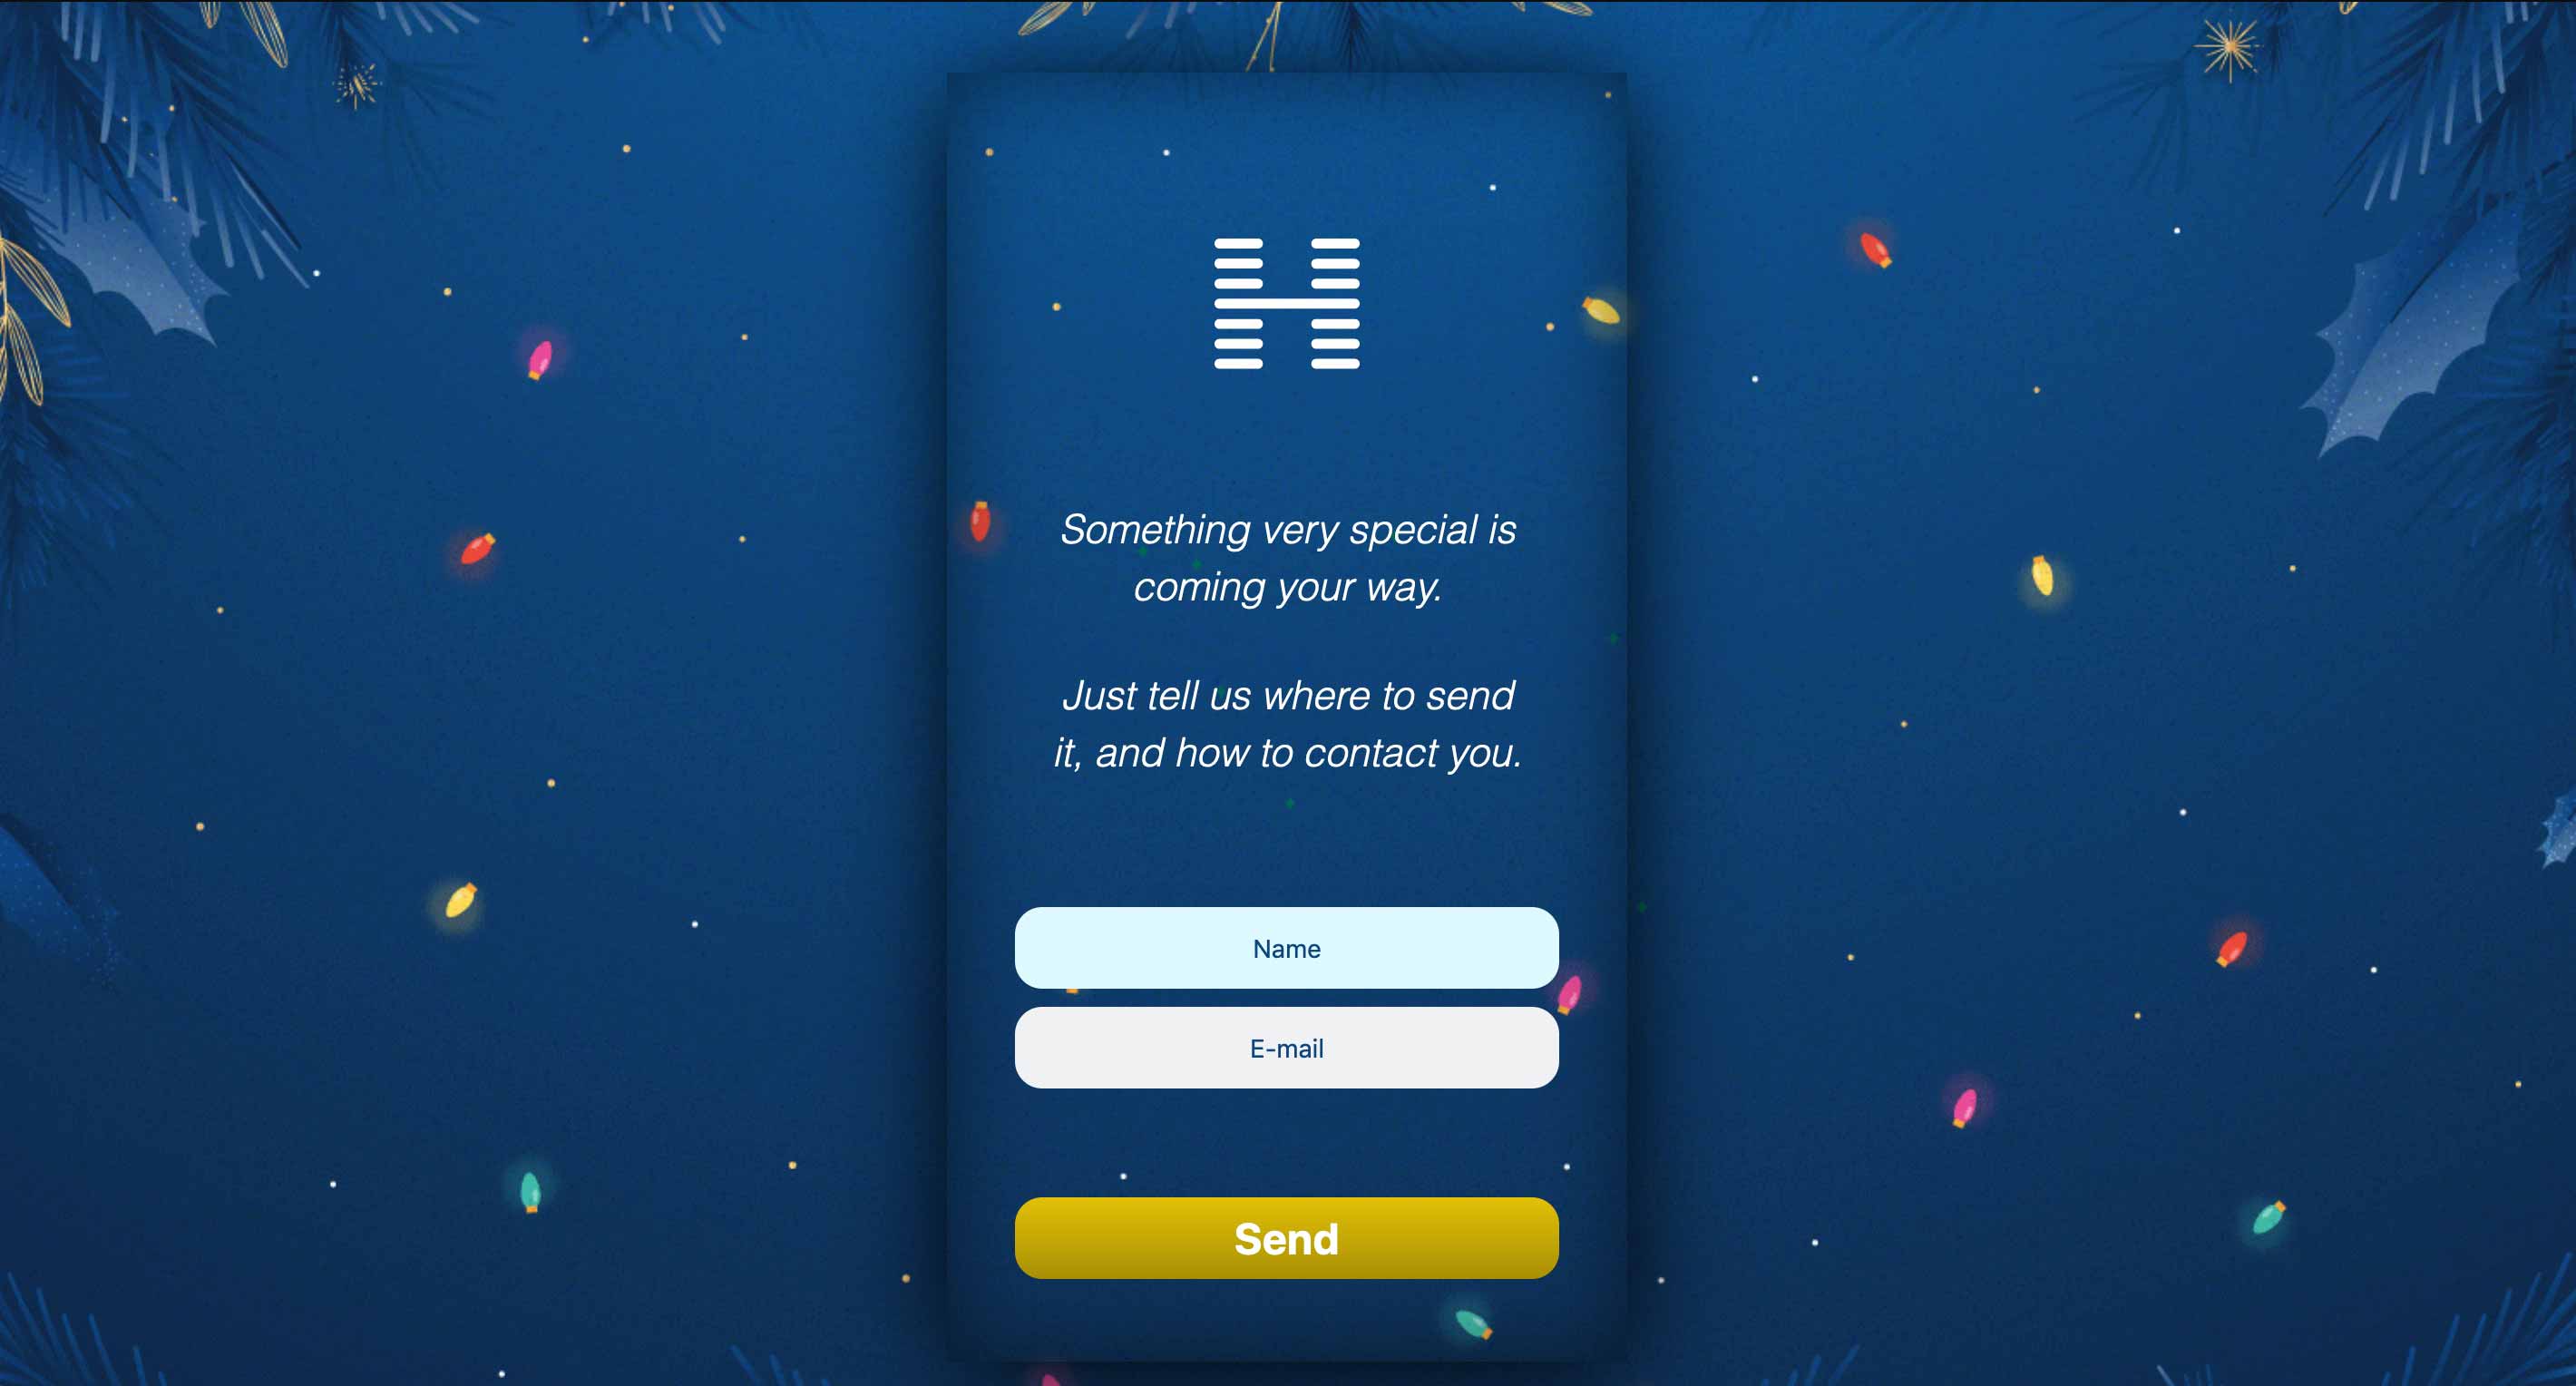 H
Something very special is
coming your way.
Just tell us where to send
it, and how to contact you.
Name
E-mail
Send